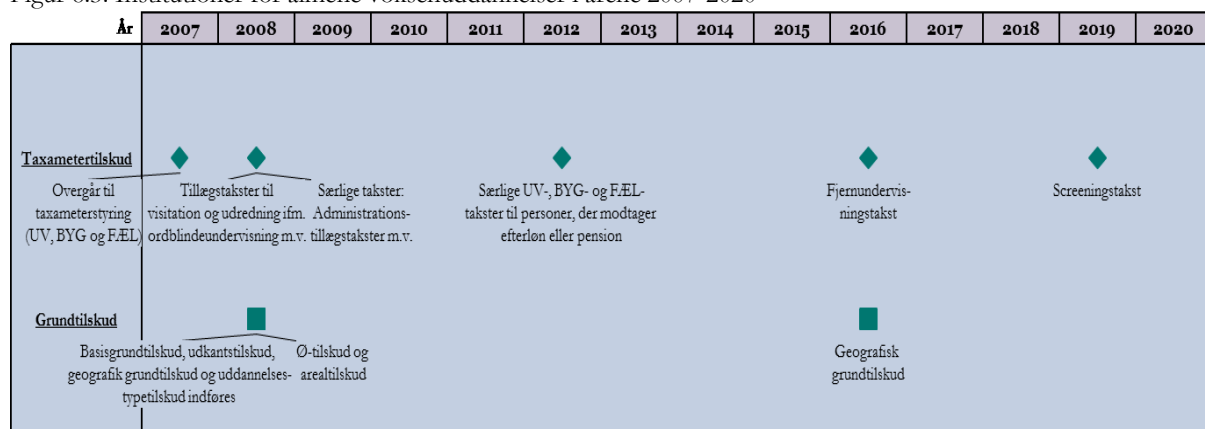 År 2007 2008 2009 2010 2011 2012 2013 2014 2015 2016 2017 2018 2019 2020
Taxametertilskud
Overgår til
taxameterstyring
(UV, BYG og FÆL)
Tillægstakster til
visitation og udredning ifm.
ordblindeundervisning m.v.
Særlige takster:
Administrations-
tillægstakster m.v.
Særlige UV-, BYG- og FÆL-
takster til personer, der modtager
efterløn eller pension
Fjernundervis-
ningstakst
Screeningstakst
Grundtilskud
Basisgrundtilskud, udkantstilskud,
geografik grundtilskud og uddannelses-
typetilskud indføres
Ø-tilskud og
arealtilskud
Geografisk
grundtilskud